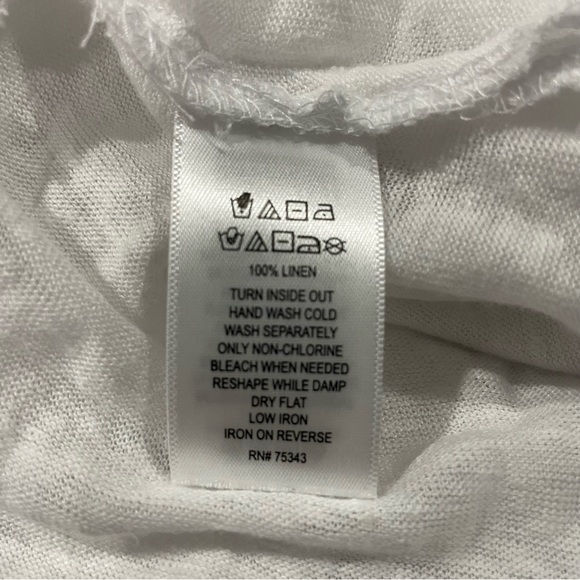 100% LINEN
TURN INSIDE OUT
HAND WASH COLD
WASH SEPARATELY
ONLY NON-CHLORINE
BLEACH WHEN NEEDED
RESHAPE WHILE DAMP
DRY FLAT
LOW IRON
IRON ON REVERSE
RN# 75343